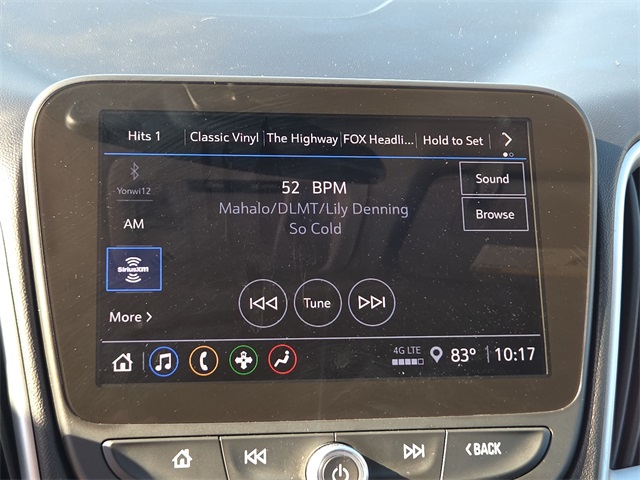 Hits 1 Classic Vinyl The Highway FOX Headli... Hold to Set
Yonwi12
AM
SiriusXM
More
52 BPM
Mahalo/DLMT/Lily Denning
So Cold
Sound
Browse
Tune
4G LTE
83° 10:17
BACK